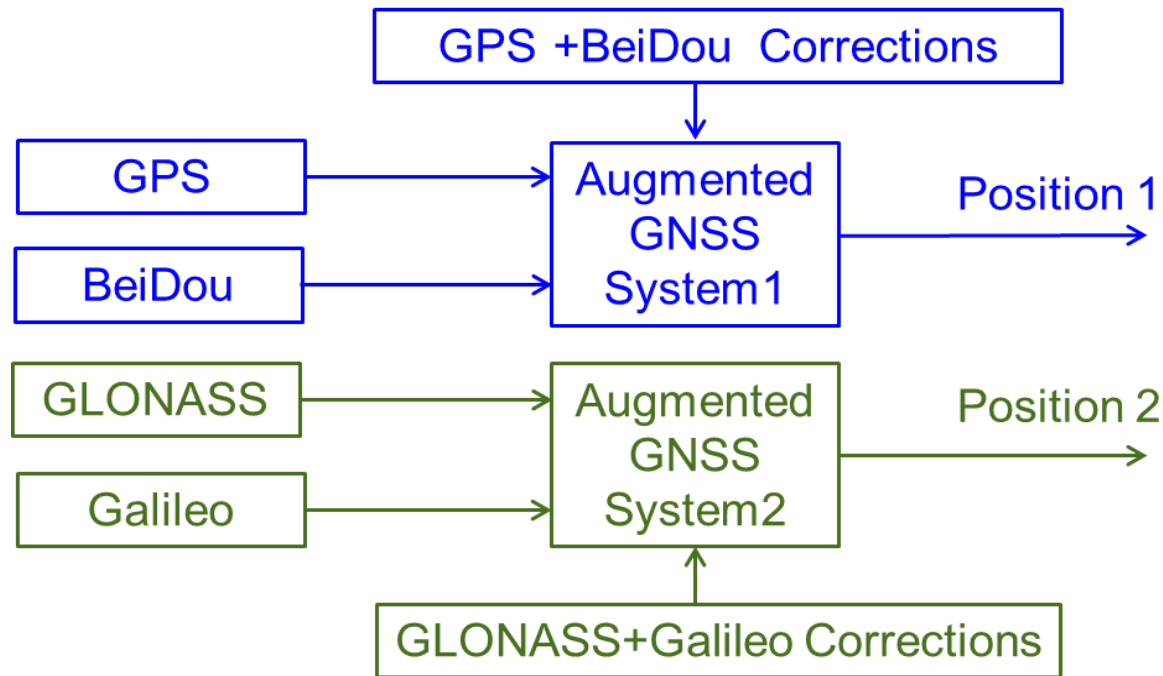 GPS +BeiDou Corrections
GPS
BeiDou
Augmented
GNSS
System1
Position 1
GLONASS
Galileo
Augmented
GNSS
System2
Position 2
GLONASS+Galileo Corrections